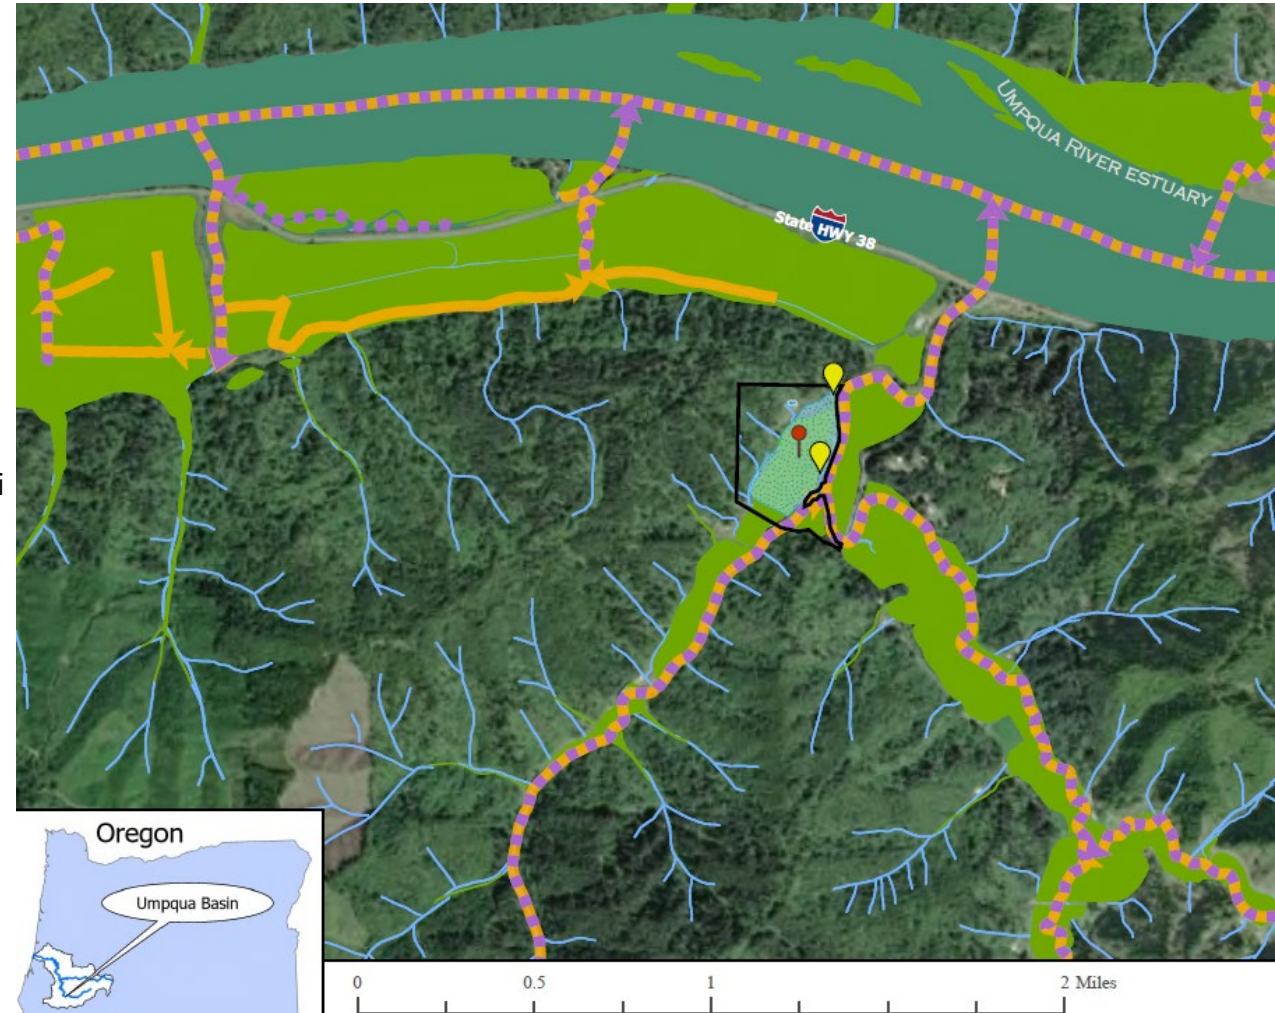 UMPQUA RIVER ESTUARY
State HWY 38
i
Oregon
Umpqua Basin
0 0.5 1 2 Miles